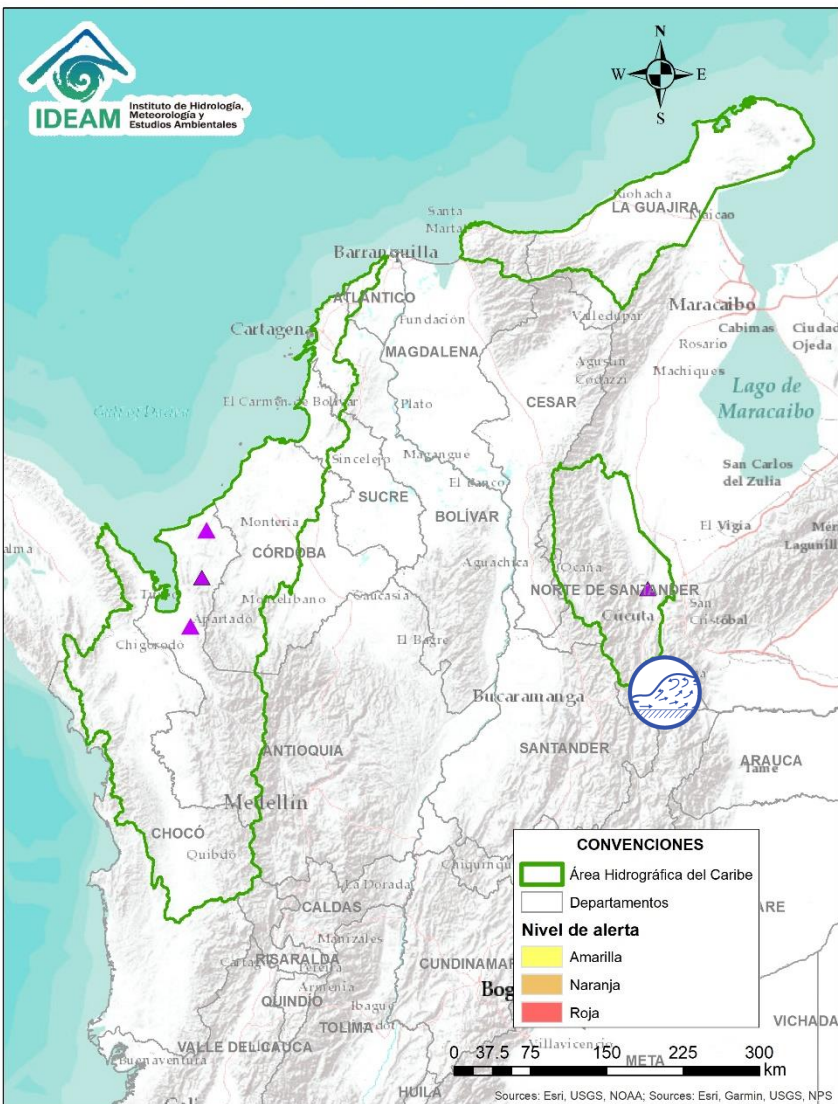 IDEAM
Instituto de Hidrología,
Meteorología y
Estudios Ambientales
N
W
E
S
Riohacha
LA GUAJIRA
Maicao
Santa
Marta
Barranquilla
ATLÁNTICO
Maracaibo
Cabimas
Ciudad
Ojeda
Cartagena
Fundación
Valledupar
Rosario
MAGDALENA
Machiques
Agustín
Codazzi
Lago de
Maracaibo
CESAR
El Carmen de Bolívar
Plato
San Carlos
del Zulia
Sincelejo
Magangue
SUCRE
El Banco
BOLÍVAR
El Vigía
Montería
CÓRDOBA
Aguachica
Ocaña
NORTE DE SANTANDER
Montelibano
Caucasia
San
Cristóbal
Apartado
Cucuta
El Bagre
Chigorodó
Bucaramanga
SANTANDER
ANTIOQUIA
ARAUCA
Tame
Medellín
CHOCÓ
Quibdó
La Dorada
CALDAS
Manizales
RISARALDA
Pereira
Armenia
QUINDÍO
Ibagué
TOLIMA
VALLE DEL CAUCA
Buenaventura
HUILA
Villavicencio
META
VICHADA
CONVENCIONES
Área Hidrográfica del Caribe
Departamentos
Nivel de alerta
Amarilla
Naranja
Roja
0 37.5 75 150 225 300
km
Sources: Esri, USGS, NOAA; Sources: Esri, Garmin, USGS, NPS